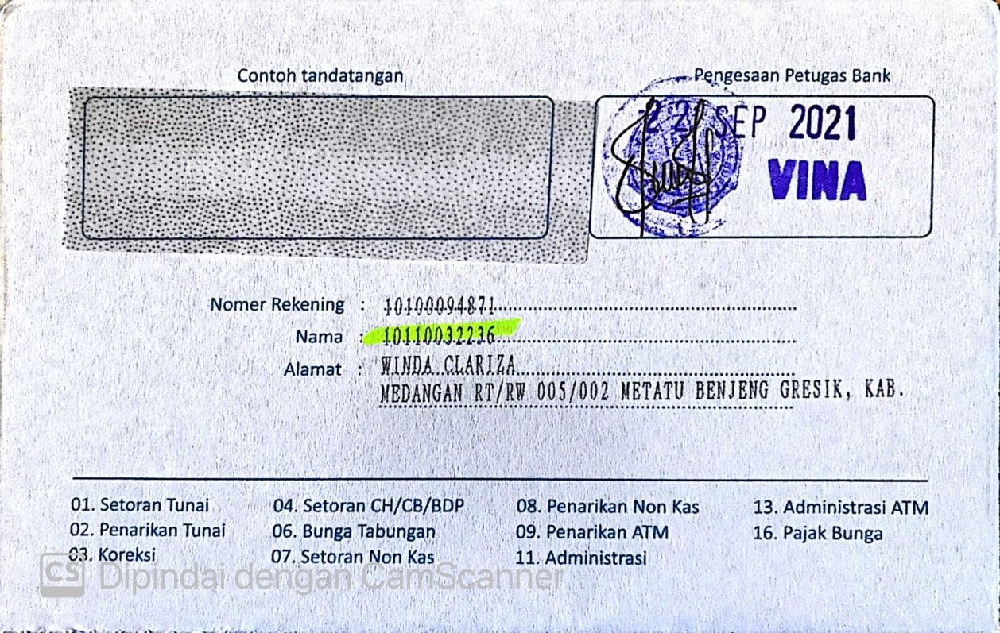 Contoh tandatangan
Pengesaan Petugas Bank
22 SEP 2021
VINA
Nomer Rekening : 10100094871
Nama : 10110032236
Alamat : WINDA CLARIZA
MEDANGAN RT/RW 005/002 METATU BENJENG GRESIK, KAB.
01. Setoran Tunai 04. Setoran CH/CB/BDP 08. Penarikan Non Kas 13. Administrasi ATM
02. Penarikan Tunai 06. Bunga Tabungan 09. Penarikan ATM 16. Pajak Bunga
03. Koreksi 07. Setoran Non Kas 11. Administrasi
CS Dipindai dengan CamScanner